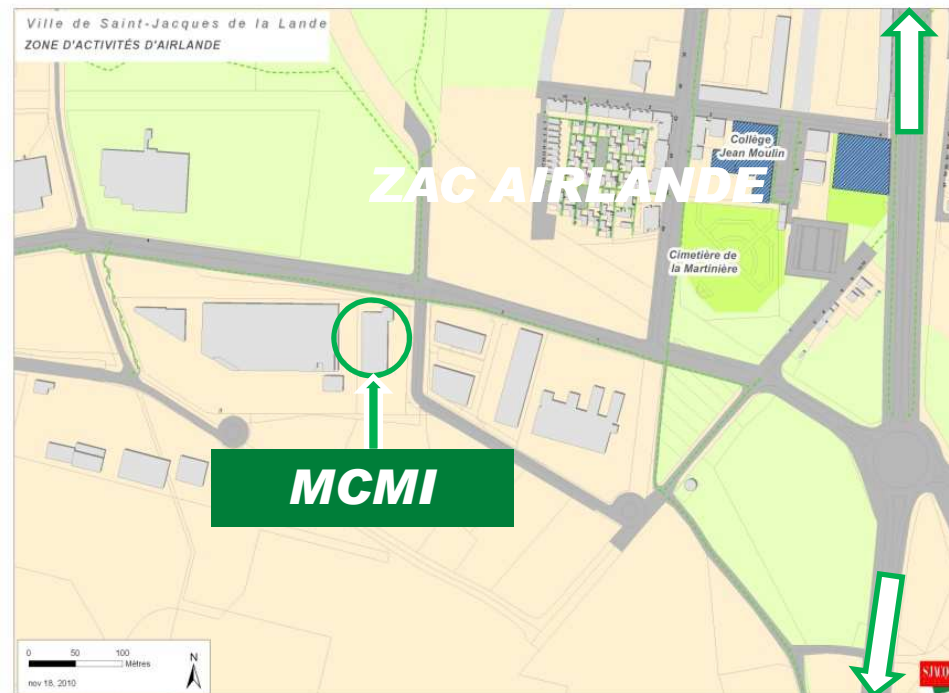 Ville de Saint-Jacques de la Lande
ZONE D'ACTIVITÉS D'AIRLANDE
Collège
Jean Moulin
ZAC AIRLANDE
Cimetière de
la Martinière
MCMI
0 50 100
Mètres
nov 18, 2010
N